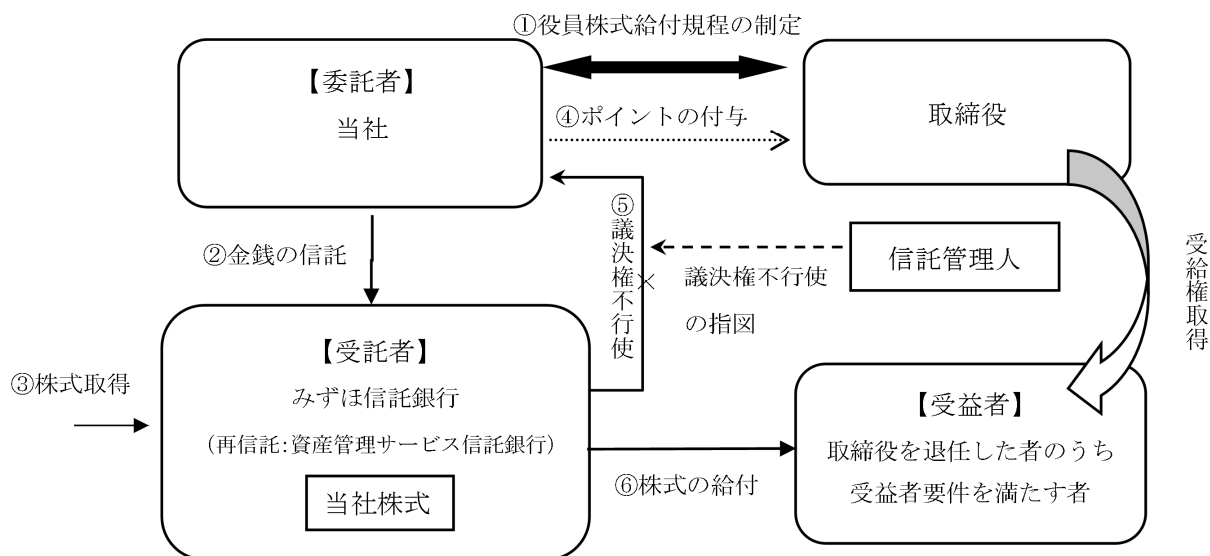 ①役員株式給付規程の制定
【委託者】
当社
④ポイントの付与
取締役
②金銭の信託
⑤議決権不行使
×
議決権不行使
の指図
信託管理人
受給権取得
③株式取得
【受託者】
みずほ信託銀行
(再信託:資産管理サービス信託銀行)
当社株式
⑥株式の給付
【受益者】
取締役を退任した者のうち
受益者要件を満たす者